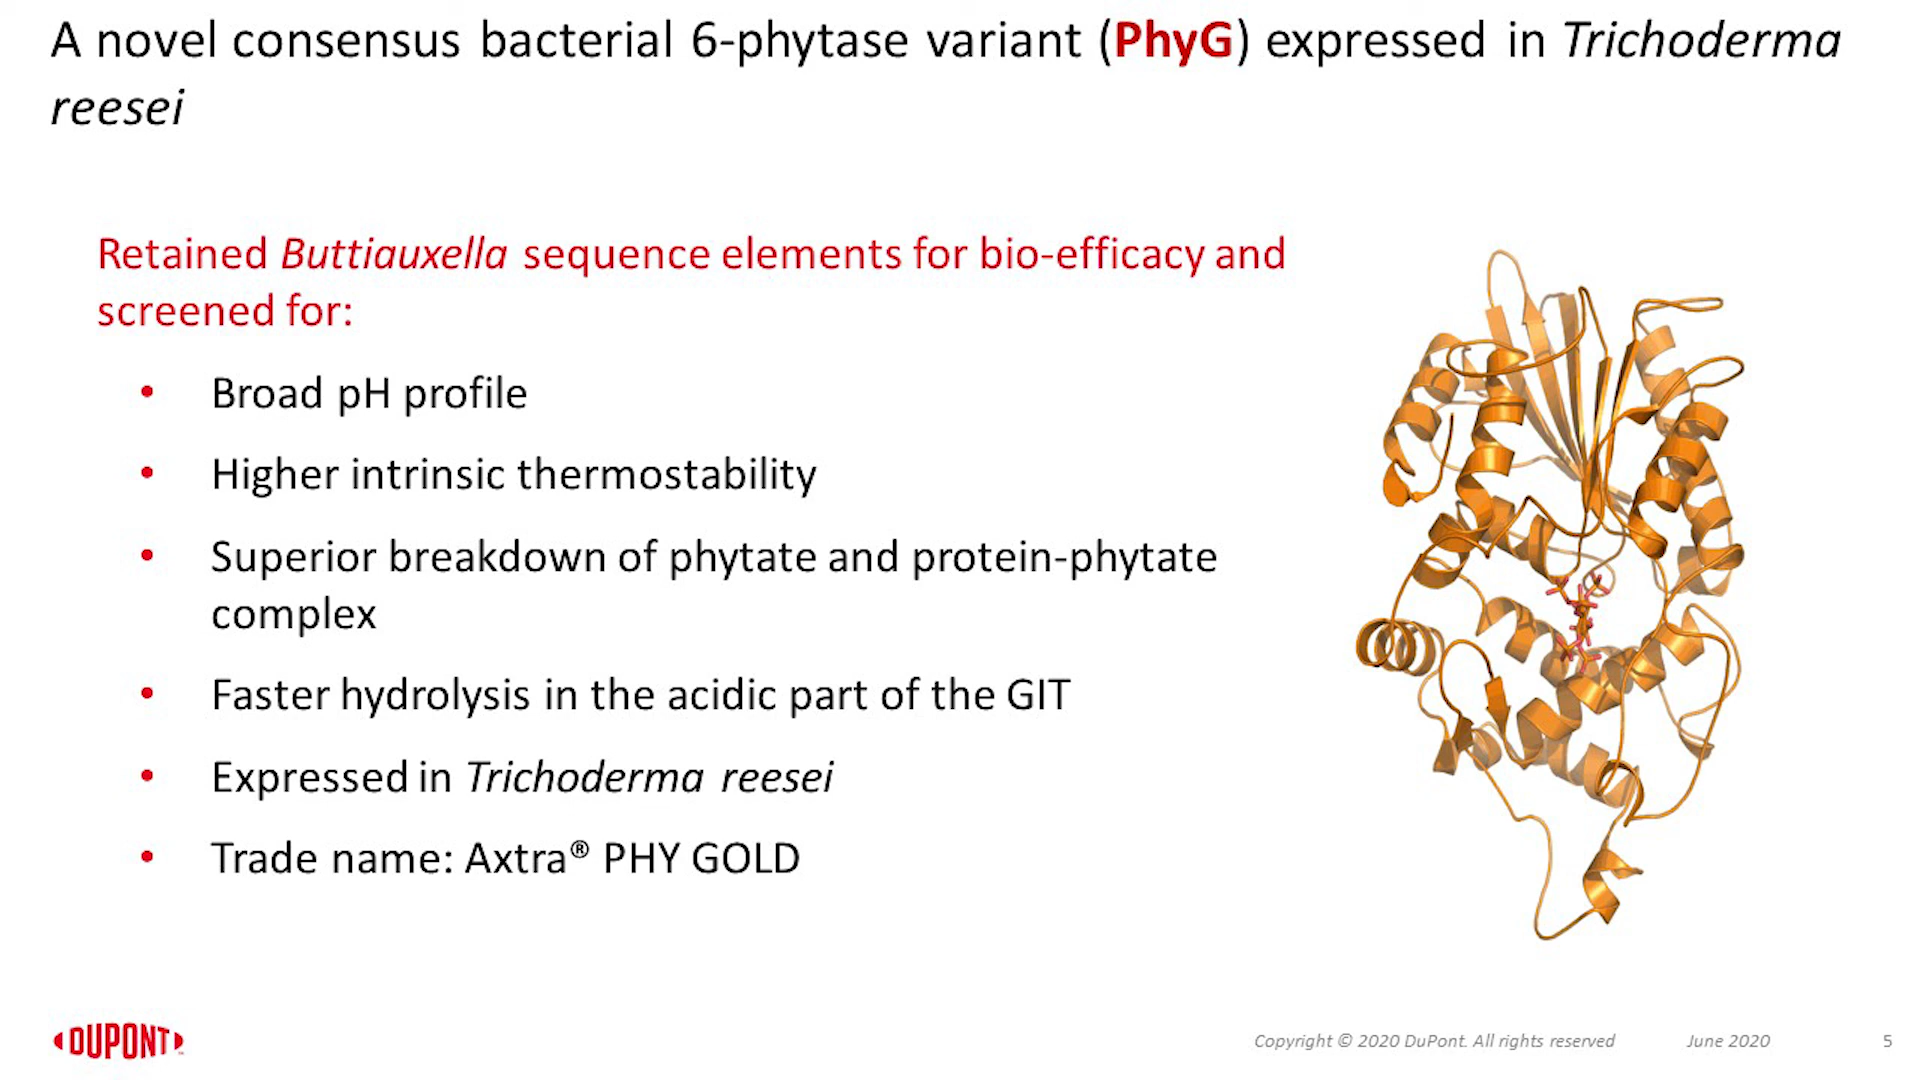 A novel consensus bacterial 6-phytase variant (PhyG) expressed in Trichoderma
reesei
Retained Buttiauxella sequence elements for bio-efficacy and
screened for:
• Broad pH profile
• Higher intrinsic thermostability
• Superior breakdown of phytate and protein-phytate
complex
• Faster hydrolysis in the acidic part of the GIT
• Expressed in Trichoderma reesei
• Trade name: Axtra® PHY GOLD
DUPONT
Copyright © 2020 DuPont. All rights reserved June 2020 5